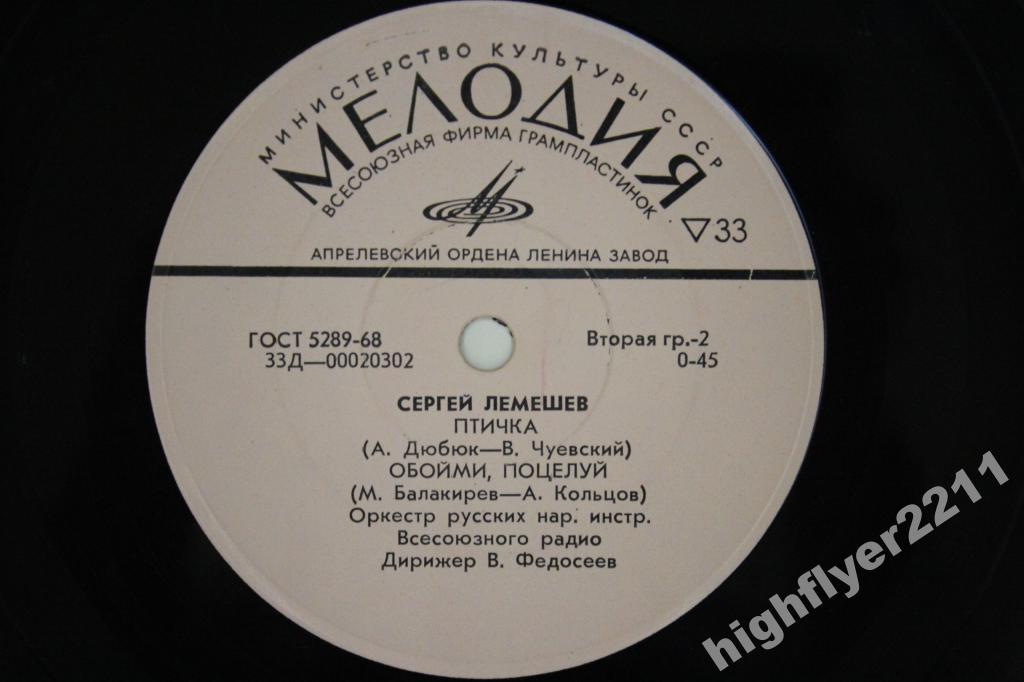 МИНИСТЕРСТВО КУЛЬТУРЫ СССР
МЕЛОДИЯ
ВСЕСОЮЗНАЯ ФИРМА ГРАМПЛАСТИНОК
▽33
АПРЕЛЕВСКИЙ ОРДЕНА ЛЕНИНА ЗАВОД
ГОСТ 5289-68 Вторая гр.-2
33Д—00020302 0-45
СЕРГЕЙ ЛЕМЕШЕВ
ПТИЧКА
(А. Дюбюк—В. Чуевский)
ОБОЙМИ, ПОЦЕЛУЙ
(М. Балакирев—А. Кольцов)
Оркестр русских нар. инстр.
Всесоюзного радио
Дирижер В. Федосеев
highflyer2211